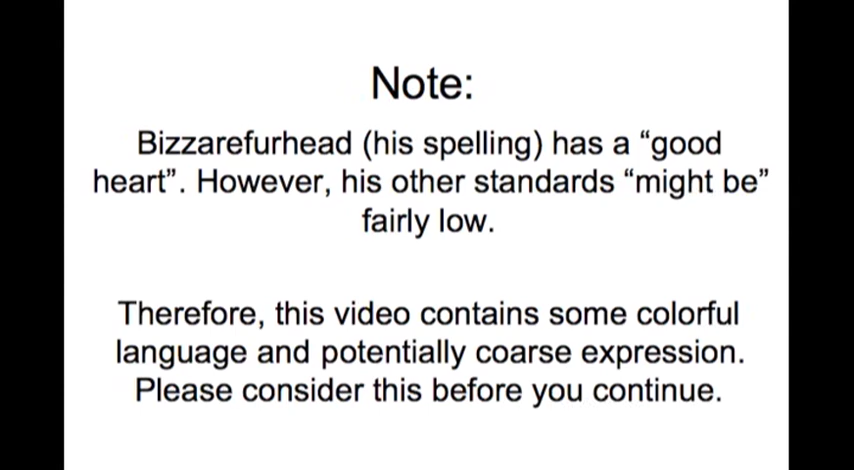 Note:
Bizzarefurhead (his spelling) has a “good
heart”. However, his other standards “might be”
fairly low.
Therefore, this video contains some colorful
language and potentially coarse expression.
Please consider this before you continue.